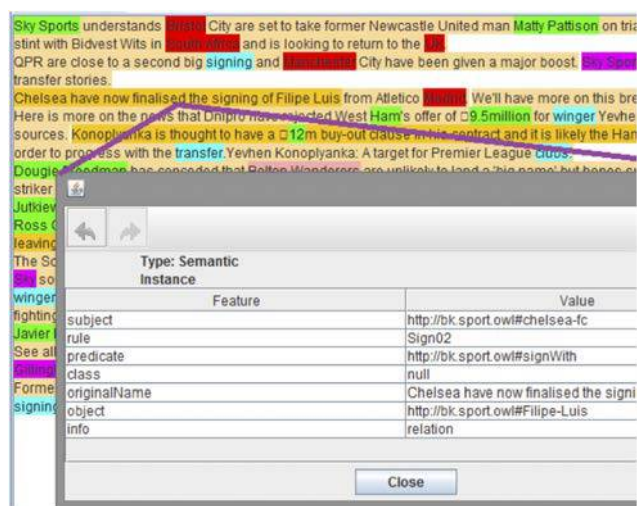 Sky Sports understands Bristol City are set to take former Newcastle United man Matty Pattison on tria
stint with Bidvest Wits in South Africa and is looking to return to the UK
QPR are close to a second big signing and Manchester City have been given a major boost. Sky Spor
transfer stories.
Chelsea have now finalised the signing of Filipe Luis from Atletico Madrid. We'll have more on this bre
Here is more on the news that Dnipro have rejected West Ham's offer of □9.5million for winger Yevhe
sources. Konoplyanka is thought to have a □12m buy-out clause in his contract and it is likely the Ham
order to progress with the transfer.Yevhen Konoplyanka: A target for Premier League clubs.
Dougie Freedman has conceded that Bolton Wanderers are unlikely to land a 'big name' but hopes su
striker
Jutkiew
Ross
leaving
The Sc
Sky so
winger
fighting
Javier
See all
Gilling
Forme
signing
Type: Semantic
Instance
Feature Value
subject http://bk.sport.owl#chelsea-fc
rule Sign02
predicate http://bk.sport.owl#signWith
class null
originalName Chelsea have now finalised the signi
object http://bk.sport.owl#Filipe-Luis
info relation
Close